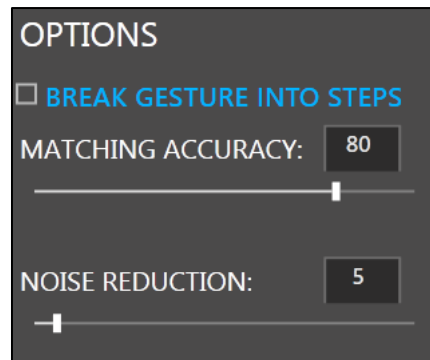 OPTIONS
BREAK GESTURE INTO STEPS
MATCHING ACCURACY: 80
NOISE REDUCTION: 5